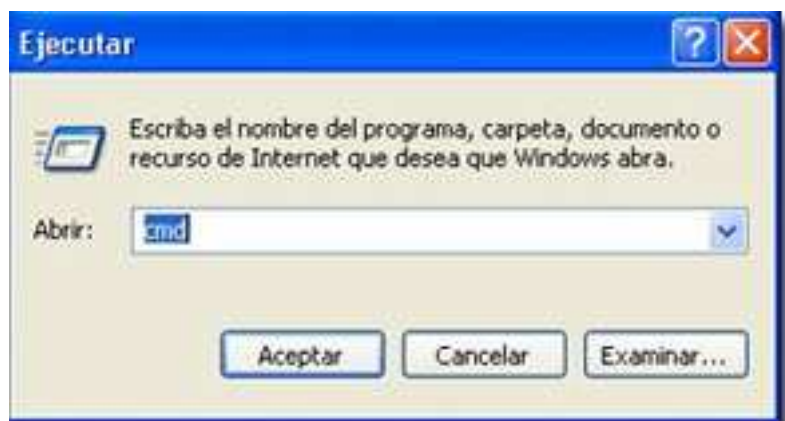 Ejecutar
?
Escriba el nombre del programa, carpeta, documento o
recurso de Internet que desea que Windows abra.
Abrir: cmd
Aceptar Cancelar Examinar...